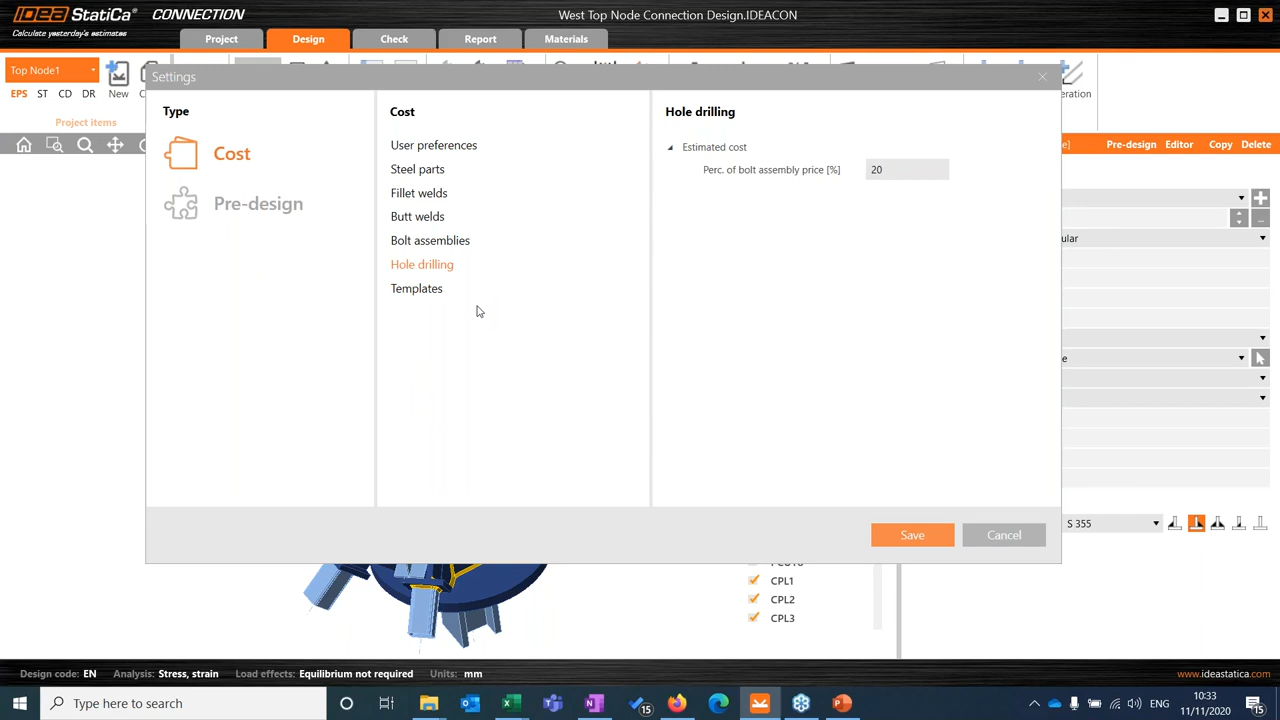 IDEA StatiCa® CONNECTION
Calculate yesterday's estimates
West Top Node Connection Design.IDEACON
Project
Design
Check
Report
Materials
Top Node1
EPS ST CD DR New
Project items
Settings
Type
Cost
Pre-design
Cost
User preferences
Steel parts
Fillet welds
Butt welds
Bolt assemblies
Hole drilling
Templates
Hole drilling
Estimated cost
Perc. of bolt assembly price [%] 20
Save
Cancel
Pre-design Editor Copy Delete
S 355
CPL1
CPL2
CPL3
Design code: EN Analysis: Stress, strain Load effects: Equilibrium not required Units: mm
www.ideastatica.com
Type here to search
15
ENG
10:33
11/11/2020
15